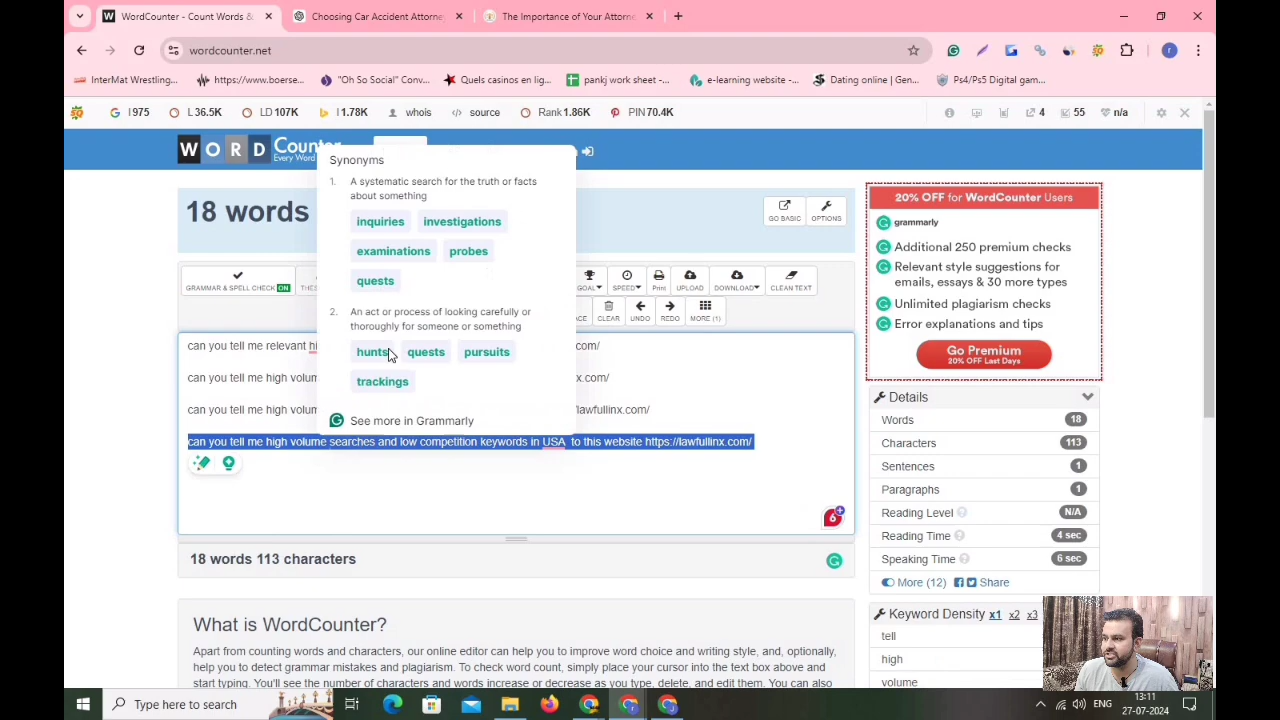 WordCounter - Count Words &
Choosing Car Accident Attorne
The Importance of Your Attorn
wordcounter.net
InterMat Wrestling...
https://www.boerse...
"Oh So Social" Conv...
Quels casinos en lig...
pankj work sheet -...
e-learning website -...
Dating online | Gen...
Ps4/Ps5 Digital gam...
I 975
L 36.5K
LD 107K
I 1.78K
whois
source
Rank 1.86K
PIN 70.4K
4
55
n/a
WORD Counter
Every Word
Synonyms
1. A systematic search for the truth or facts
about something
inquiries investigations
examinations probes
quests
2. An act or process of looking carefully or
thoroughly for someone or something
hunts quests pursuits
trackings
See more in Grammarly
18 words
GO BASIC
OPTIONS
GRAMMAR & SPELL CHECK ON
GOAL
SPEED
Print
UPLOAD
DOWNLOAD
CLEAN TEXT
CLEAR
UNDO
REDO
MORE (1)
can you tell me relevant hi com/
can you tell me high volum x.com/
can you tell me high volum /lawfullinx.com/
can you tell me high volume searches and low competition keywords in USA to this website https://lawfullinx.com/
6
18 words 113 characters
What is WordCounter?
Apart from counting words and characters, our online editor can help you to improve word choice and writing style, and, optionally,
help you to detect grammar mistakes and plagiarism. To check word count, simply place your cursor into the text box above and
start typing. You'll see the number of characters and words increase or decrease as you type, delete, and edit them. You can also
20% OFF for WordCounter Users
grammarly
Additional 250 premium checks
Relevant style suggestions for
emails, essays & 30 more types
Unlimited plagiarism checks
Error explanations and tips
Go Premium
20% OFF Last Days
Details
Words 18
Characters 113
Sentences 1
Paragraphs 1
Reading Level N/A
Reading Time 4 sec
Speaking Time 6 sec
More (12) Share
Keyword Density x1 x2 x3
tell
high
volume
Type here to search
ENG
13:11
27-07-2024